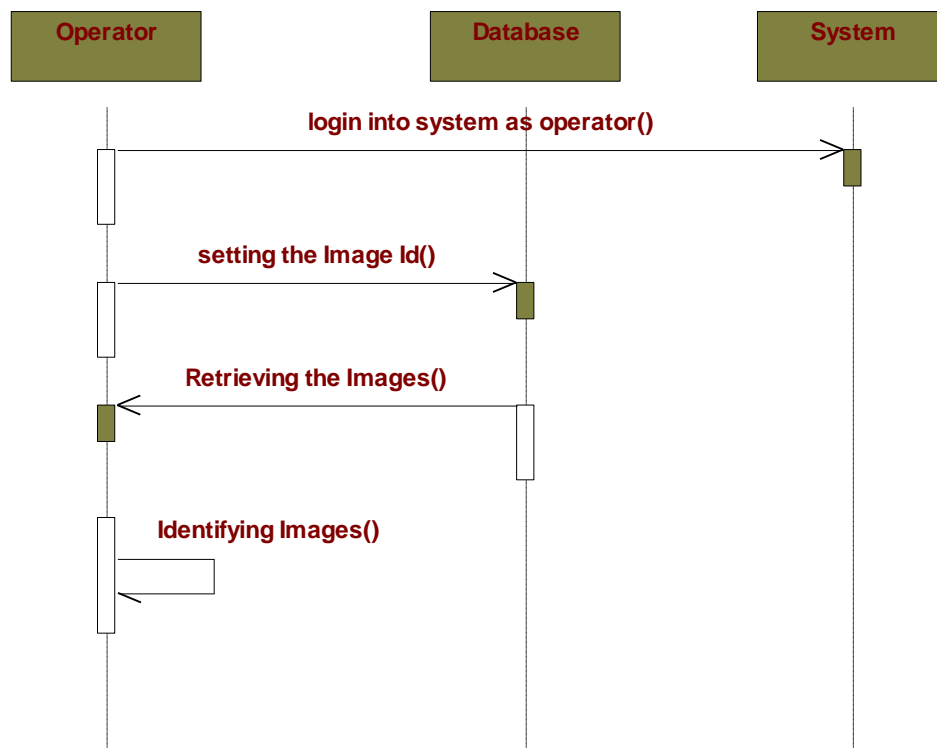 Operator
Database
System
login into system as operator()
setting the Image Id()
Retrieving the Images()
Identifying Images()